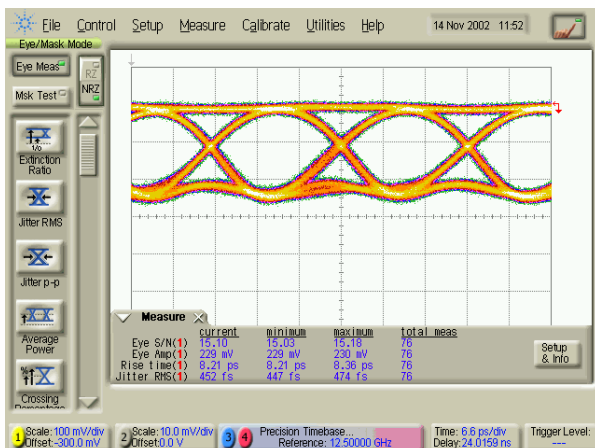 File Control Setup Measure Calibrate Utilities Help 14 Nov 2002 11:52
Eye/Mask Mode
Eye Meas
RZ
Msk Test
NRZ
1/0
Extinction
Ratio
Jitter RMS
Jitter p-p
Average
Power
Crossing
Percentage
Measure
current minimum maximum total meas
Eye S/N(1) 15.10 15.03 15.18 76
Eye Amp(1) 229 mV 229 mV 230 mV 76
Rise time(1) 8.21 ps 8.21 ps 8.36 ps 76
Jitter RMS(1) 452 fs 447 fs 474 fs 76
Setup
& Info
1 Scale: 100 mV/div
Offset:-300.0 mV
2 Scale: 10.0 mV/div
Offset:0.0 V
3 4 Precision Timebase...
Reference: 12.50000 GHz
Time: 6.6 ps/div
Delay:24.0159 ns
Trigger Level:
---